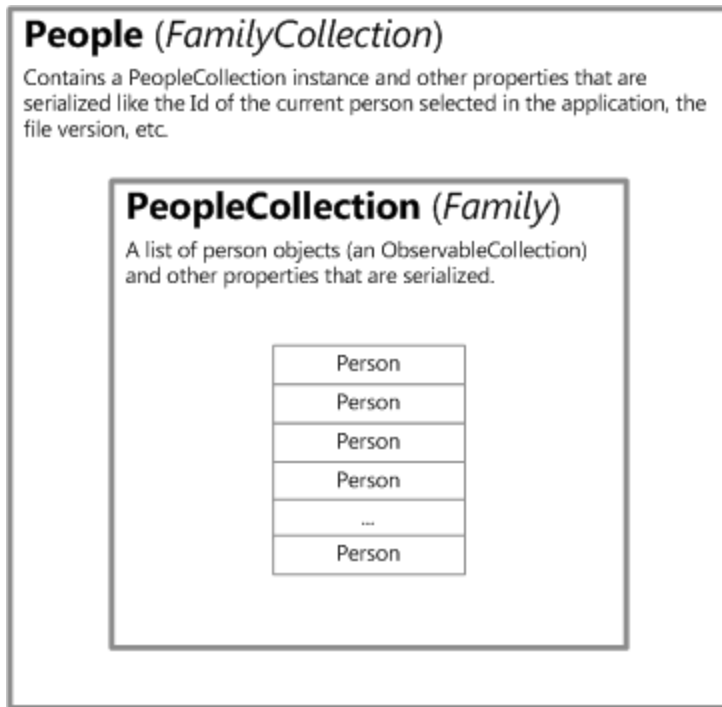 People (FamilyCollection)
Contains a PeopleCollection instance and other properties that are
serialized like the Id of the current person selected in the application, the
file version, etc.
PeopleCollection (Family)
A list of person objects (an ObservableCollection)
and other properties that are serialized.
Person
Person
Person
Person
...
Person